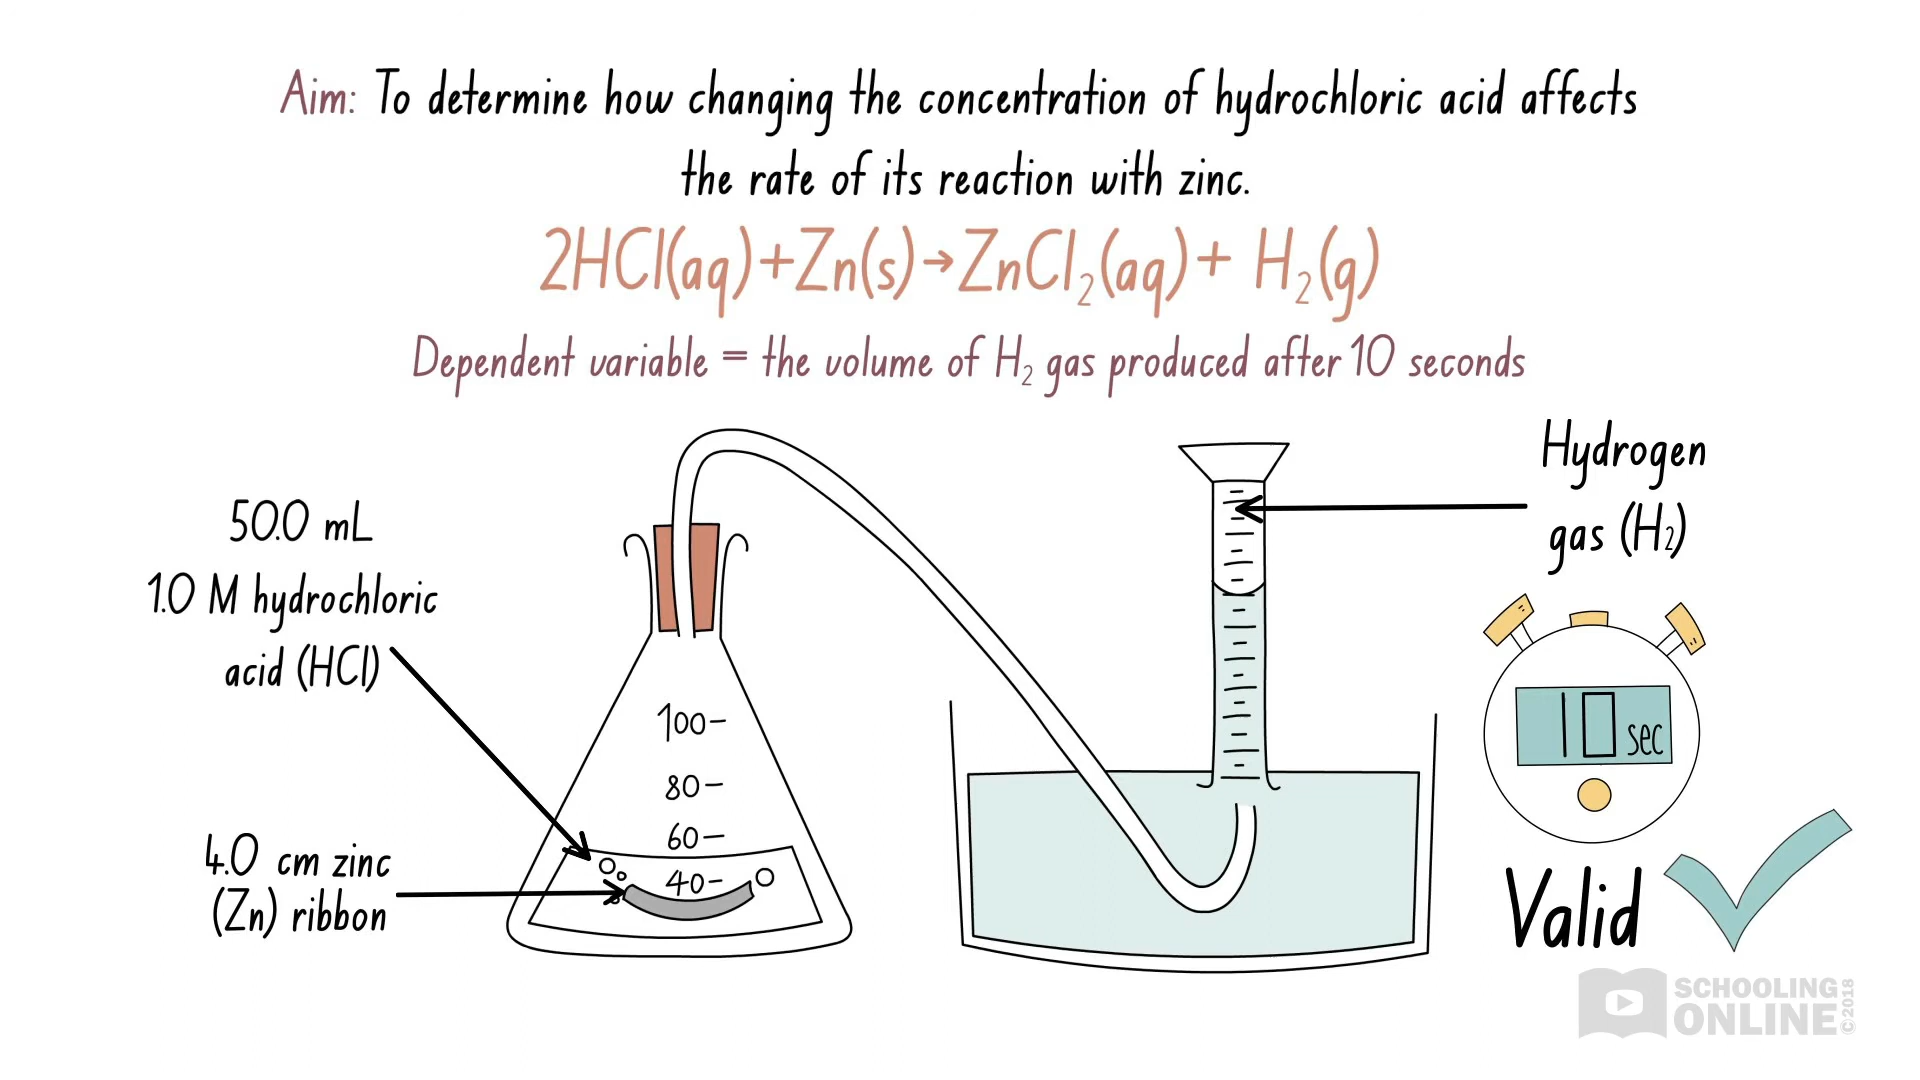 Aim: To determine how changing the concentration of hydrochloric acid affects
the rate of its reaction with zinc.
2HCl(aq)+Zn(s)→ZnCl₂(aq)+ H₂(g)
Dependent variable = the volume of H₂ gas produced after 10 seconds
50.0 mL
1.0 M hydrochloric
acid (HCl)
4.0 cm zinc
(Zn) ribbon
100-
80-
60-
40-
Hydrogen
gas (H₂)
10 sec
Valid
SCHOOLING
ONLINE
©2018